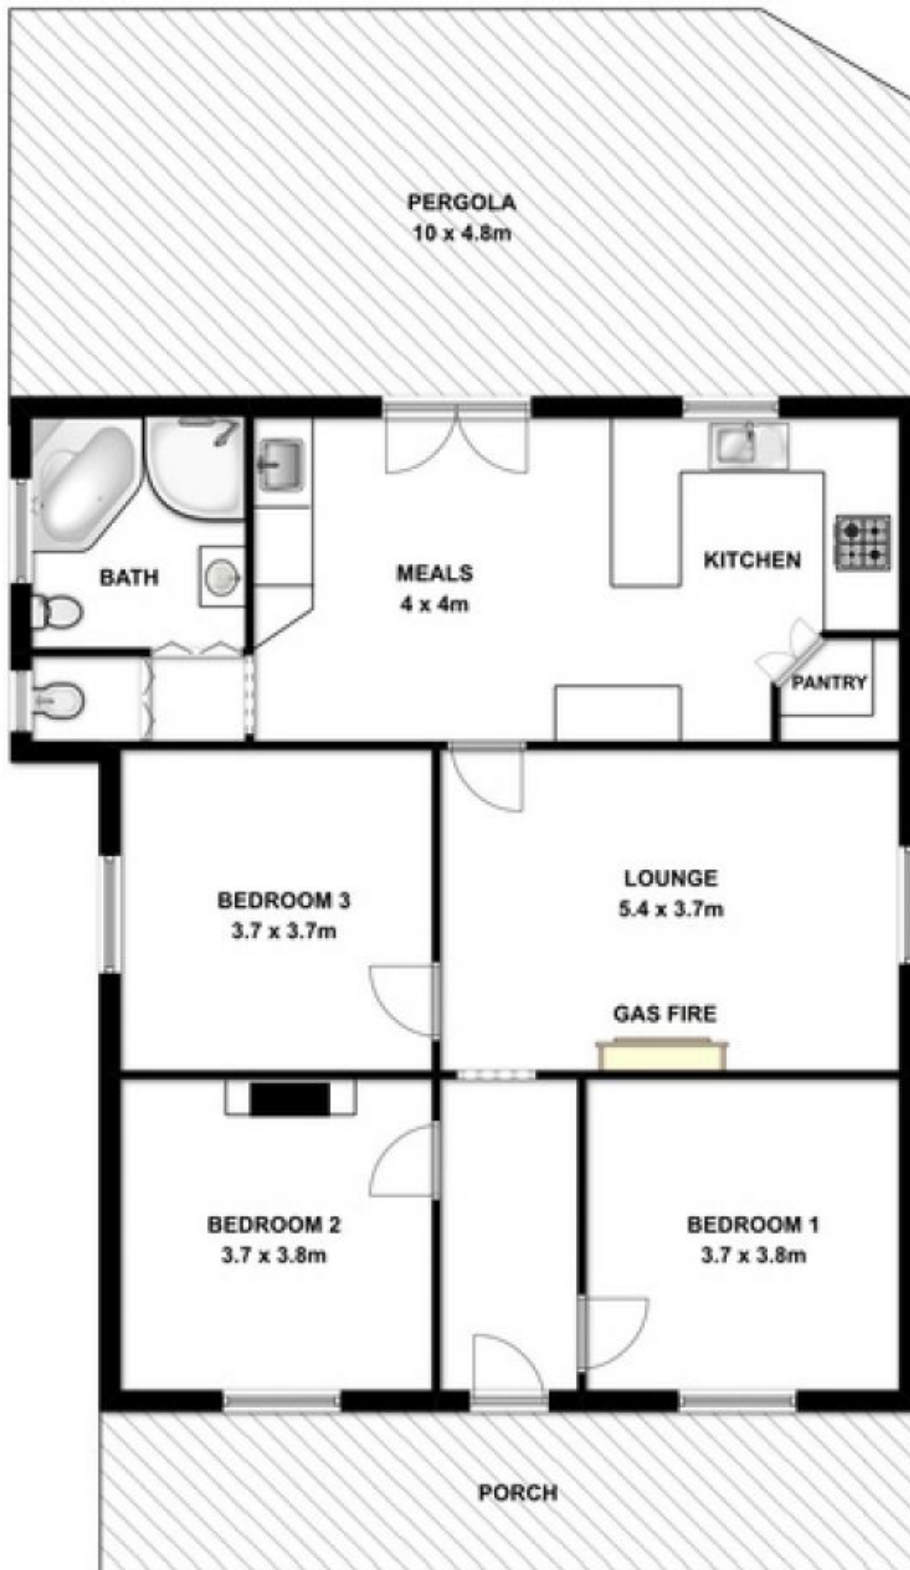 PERGOLA
10 x 4.8m
BATH
MEALS
4 x 4m
KITCHEN
PANTRY
BEDROOM 3
3.7 x 3.7m
LOUNGE
5.4 x 3.7m
GAS FIRE
BEDROOM 2
3.7 x 3.8m
BEDROOM 1
3.7 x 3.8m
PORCH